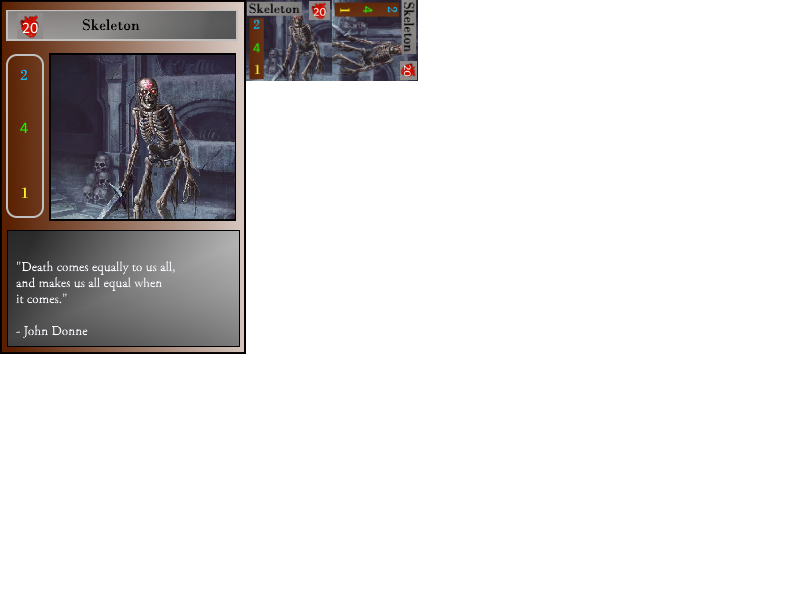 20 Skeleton
2
4
1
"Death comes equally to us all,
and makes us all equal when
it comes."
- John Donne
Skeleton 20
2
4
1
1 4 2
Skeleton
20